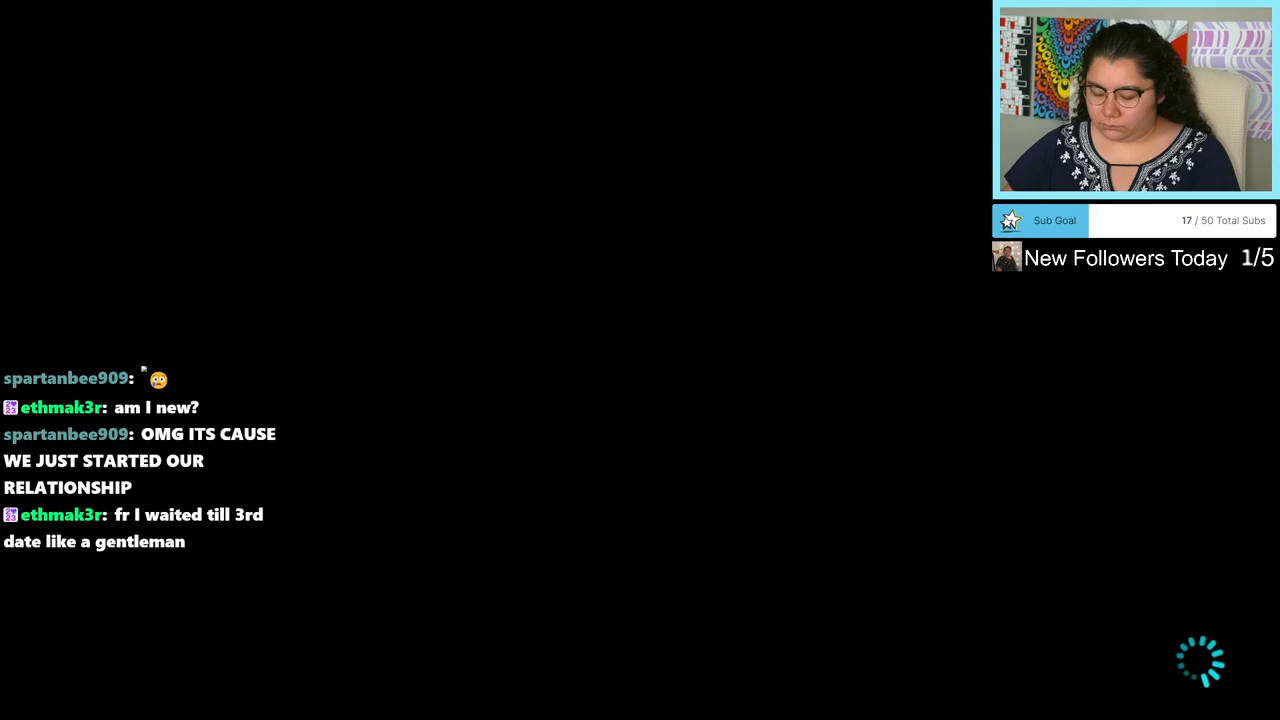 Sub Goal 17 / 50 Total Subs
New Followers Today 1/5
spartanbee909: 😢
ethmak3r: am I new?
spartanbee909: OMG ITS CAUSE
WE JUST STARTED OUR
RELATIONSHIP
ethmak3r: fr I waited till 3rd
date like a gentleman